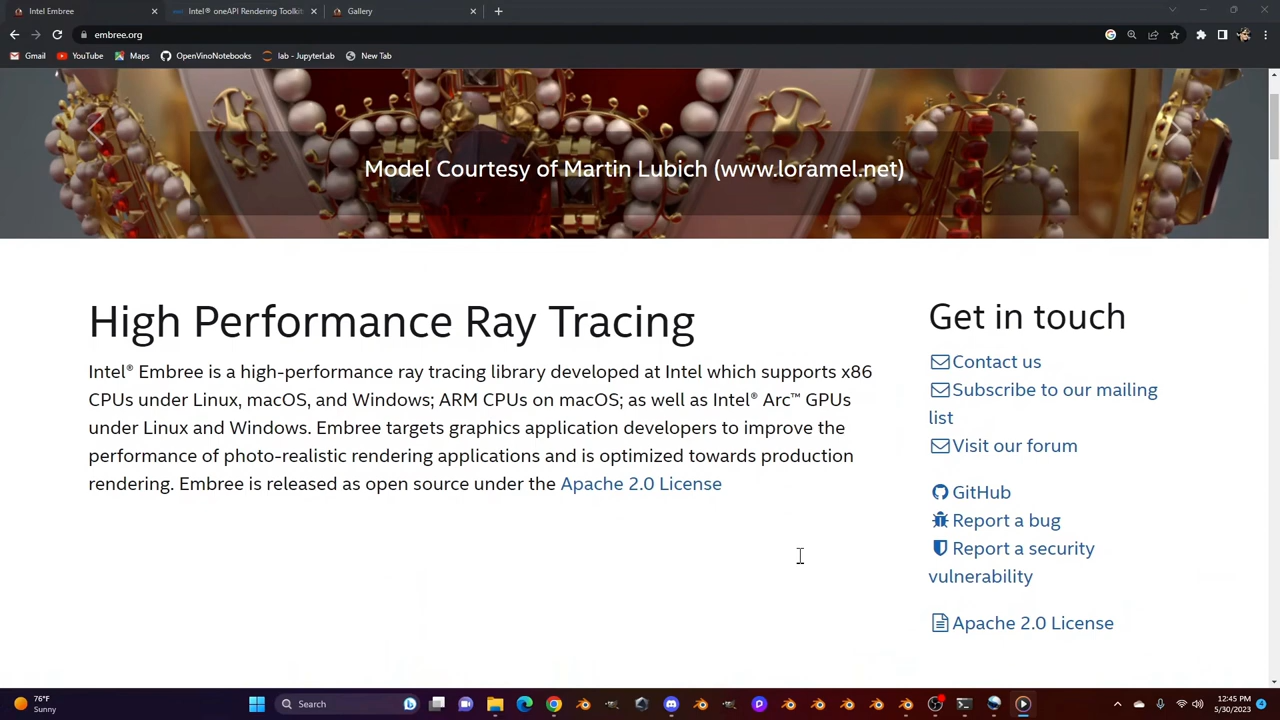 Intel Embree
Intel® oneAPI Rendering Toolkit
Gallery
embree.org
Gmail
YouTube
Maps
OpenVinoNotebooks
lab - JupyterLab
New Tab
Model Courtesy of Martin Lubich (www.loramel.net)
High Performance Ray Tracing
Intel® Embree is a high-performance ray tracing library developed at Intel which supports x86
CPUs under Linux, macOS, and Windows; ARM CPUs on macOS; as well as Intel® Arc™ GPUs
under Linux and Windows. Embree targets graphics application developers to improve the
performance of photo-realistic rendering applications and is optimized towards production
rendering. Embree is released as open source under the Apache 2.0 License
Get in touch
Contact us
Subscribe to our mailing
list
Visit our forum
GitHub
Report a bug
Report a security
vulnerability
Apache 2.0 License
76°F
Sunny
Search
12:45 PM
5/30/2023